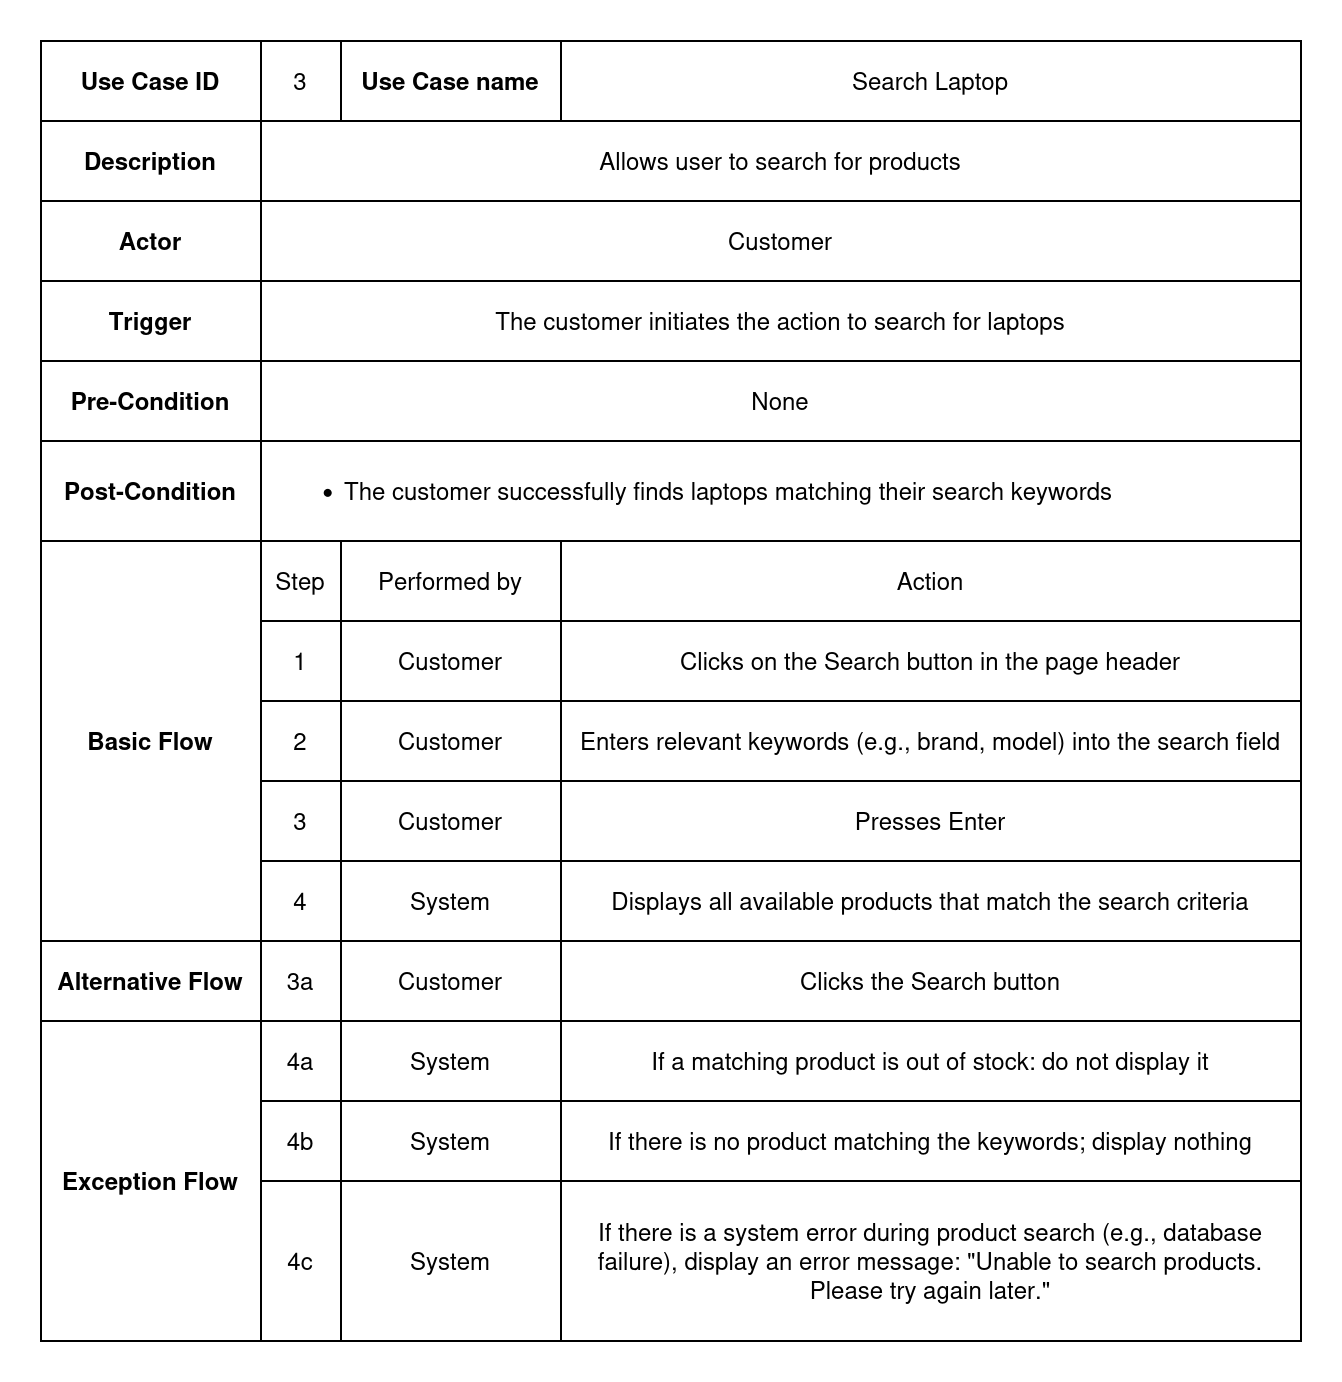 Use Case ID 3 Use Case name Search Laptop
Description Allows user to search for products
Actor Customer
Trigger The customer initiates the action to search for laptops
Pre-Condition None
Post-Condition • The customer successfully finds laptops matching their search keywords
Basic Flow
Step Performed by Action
1 Customer Clicks on the Search button in the page header
2 Customer Enters relevant keywords (e.g., brand, model) into the search field
3 Customer Presses Enter
4 System Displays all available products that match the search criteria
Alternative Flow 3a Customer Clicks the Search button
Exception Flow
4a System If a matching product is out of stock: do not display it
4b System If there is no product matching the keywords; display nothing
4c System If there is a system error during product search (e.g., database
failure), display an error message: "Unable to search products.
Please try again later."